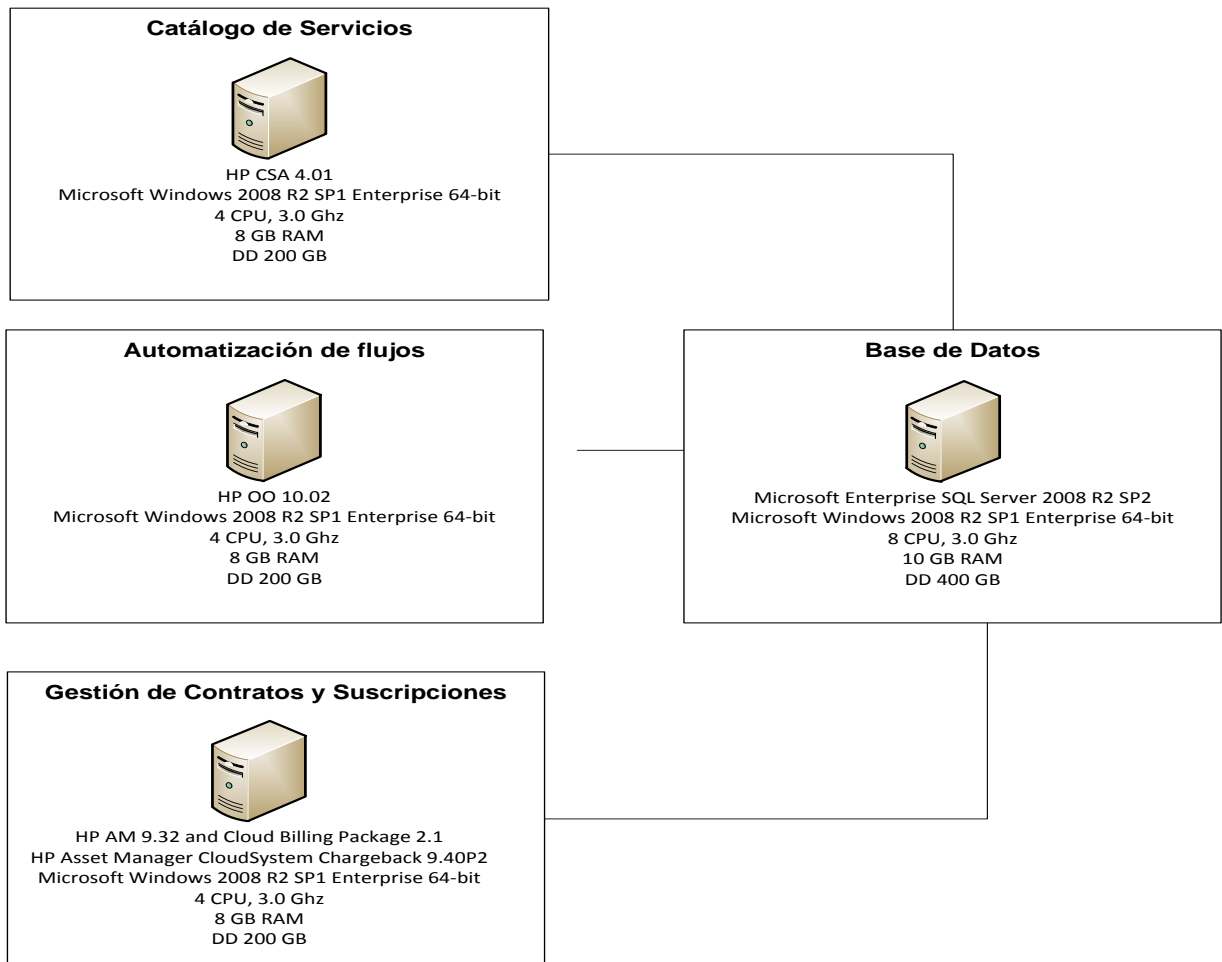 Catálogo de Servicios
HP CSA 4.01
Microsoft Windows 2008 R2 SP1 Enterprise 64-bit
4 CPU, 3.0 Ghz
8 GB RAM
DD 200 GB
Automatización de flujos
HP OO 10.02
Microsoft Windows 2008 R2 SP1 Enterprise 64-bit
4 CPU, 3.0 Ghz
8 GB RAM
DD 200 GB
Base de Datos
Microsoft Enterprise SQL Server 2008 R2 SP2
Microsoft Windows 2008 R2 SP1 Enterprise 64-bit
8 CPU, 3.0 Ghz
10 GB RAM
DD 400 GB
Gestión de Contratos y Suscripciones
HP AM 9.32 and Cloud Billing Package 2.1
HP Asset Manager CloudSystem Chargeback 9.40P2
Microsoft Windows 2008 R2 SP1 Enterprise 64-bit
4 CPU, 3.0 Ghz
8 GB RAM
DD 200 GB